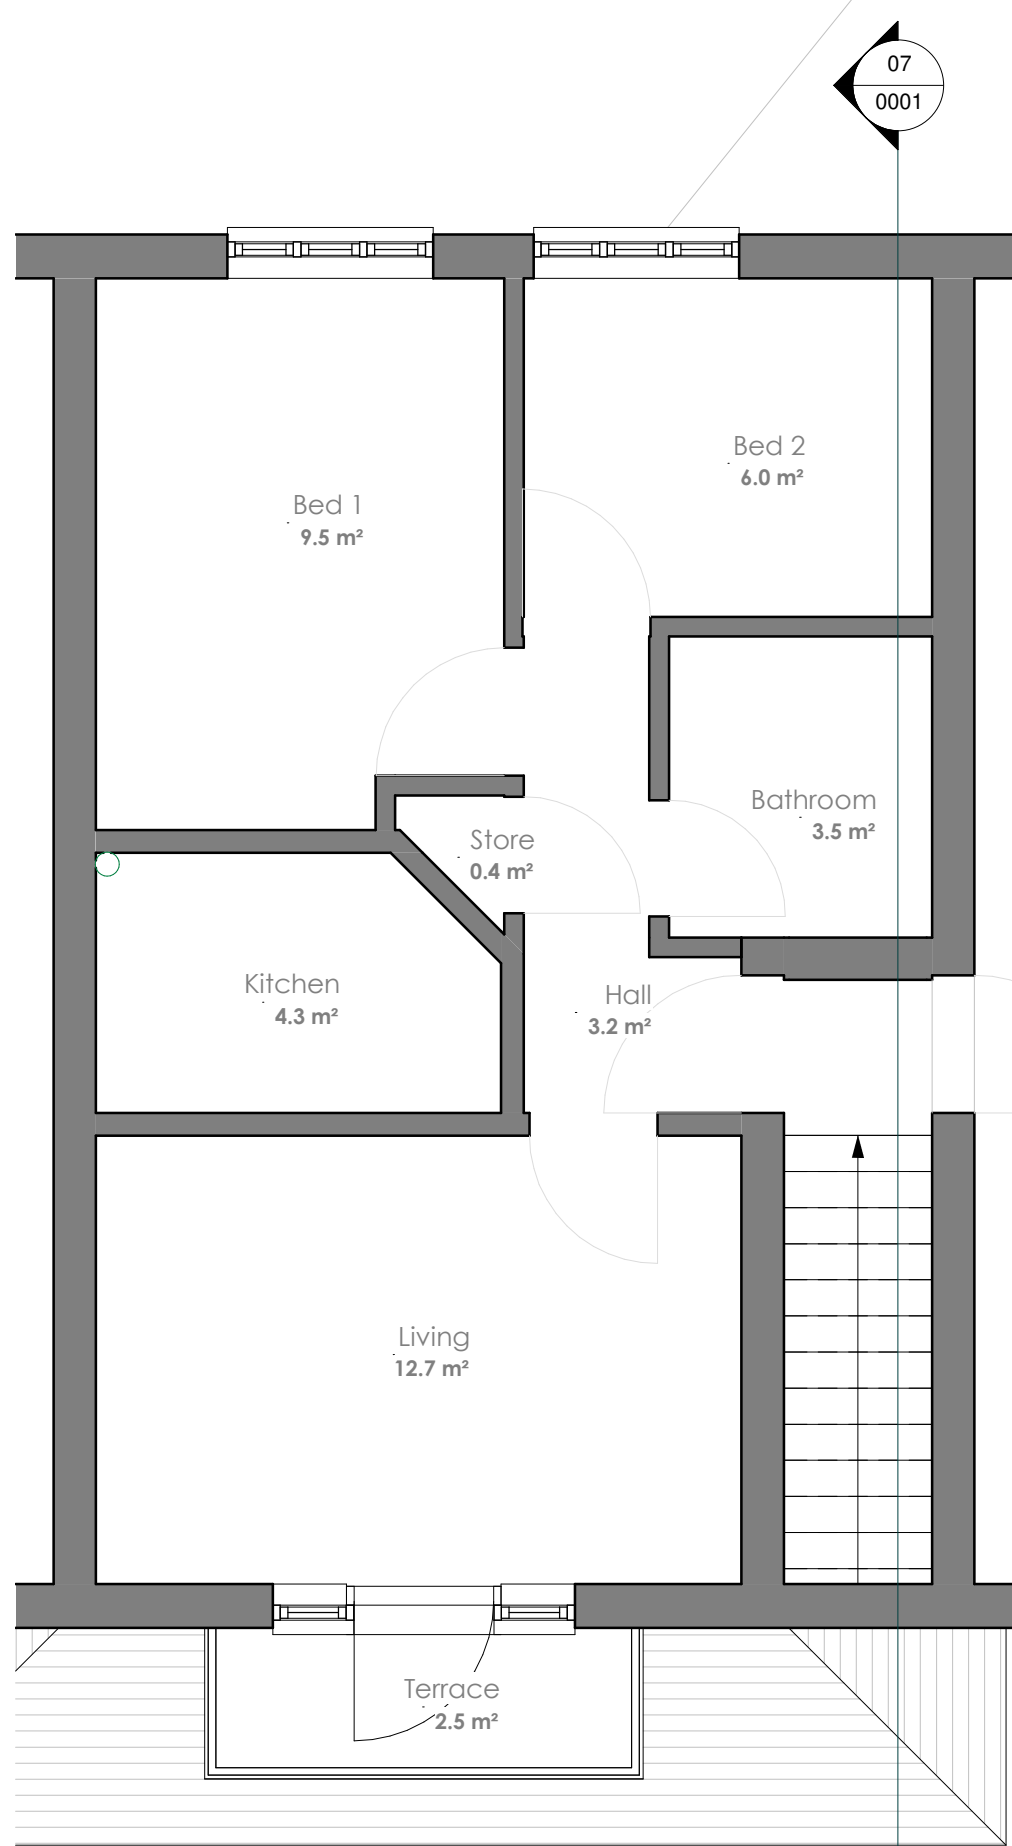 07
0001
Bed 2
6.0 m²
Bed 1
9.5 m²
Bathroom
3.5 m²
Store
0.4 m²
Kitchen
4.3 m²
Hall
3.2 m²
Living
12.7 m²
Terrace
2.5 m²